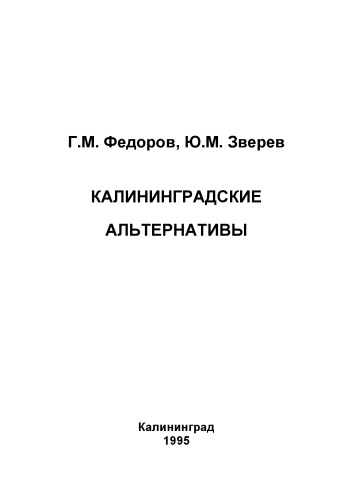 Г.М. Федоров, Ю.М. Зверев
КАЛИНИНГРАДСКИЕ
АЛЬТЕРНАТИВЫ
Калининград
1995